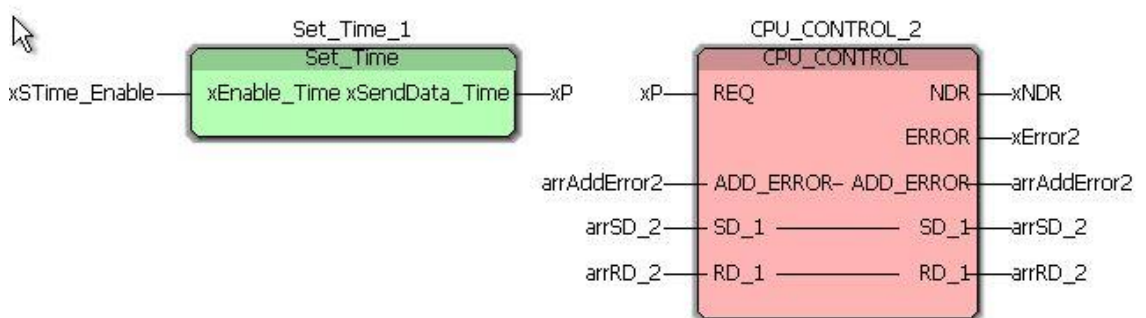 Set_Time_1 CPU_CONTROL_2
Set_Time CPU_CONTROL
xSTime_Enable xEnable_Time xSendData_Time xP xP REQ NDR xNDR
ERROR xError2
arrAddError2 ADD_ERROR ADD_ERROR arrAddError2
arrSD_2 SD_1 SD_1 arrSD_2
arrRD_2 RD_1 RD_1 arrRD_2